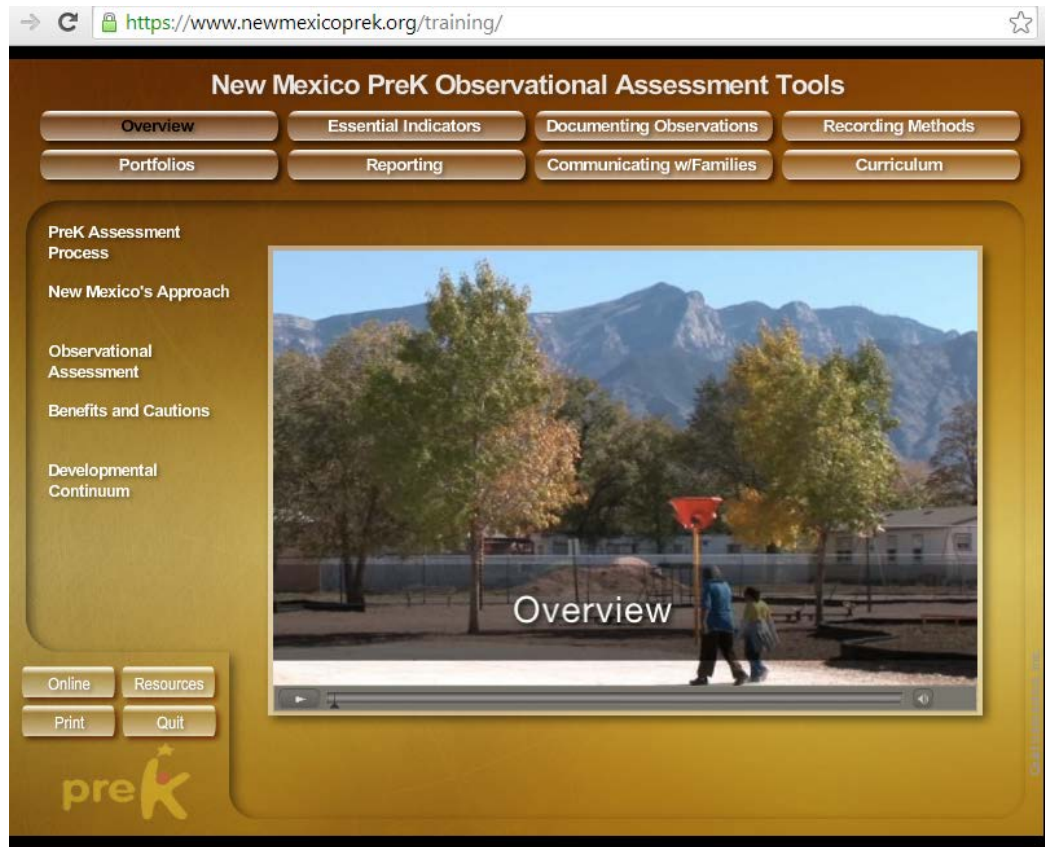 https://www.newmexicoprek.org/training/
New Mexico PreK Observational Assessment Tools
Overview
Essential Indicators
Documenting Observations
Recording Methods
Portfolios
Reporting
Communicating w/Families
Curriculum
PreK Assessment
Process
New Mexico's Approach
Observational
Assessment
Benefits and Cautions
Developmental
Continuum
Overview
Online
Resources
Print
Quit
preK